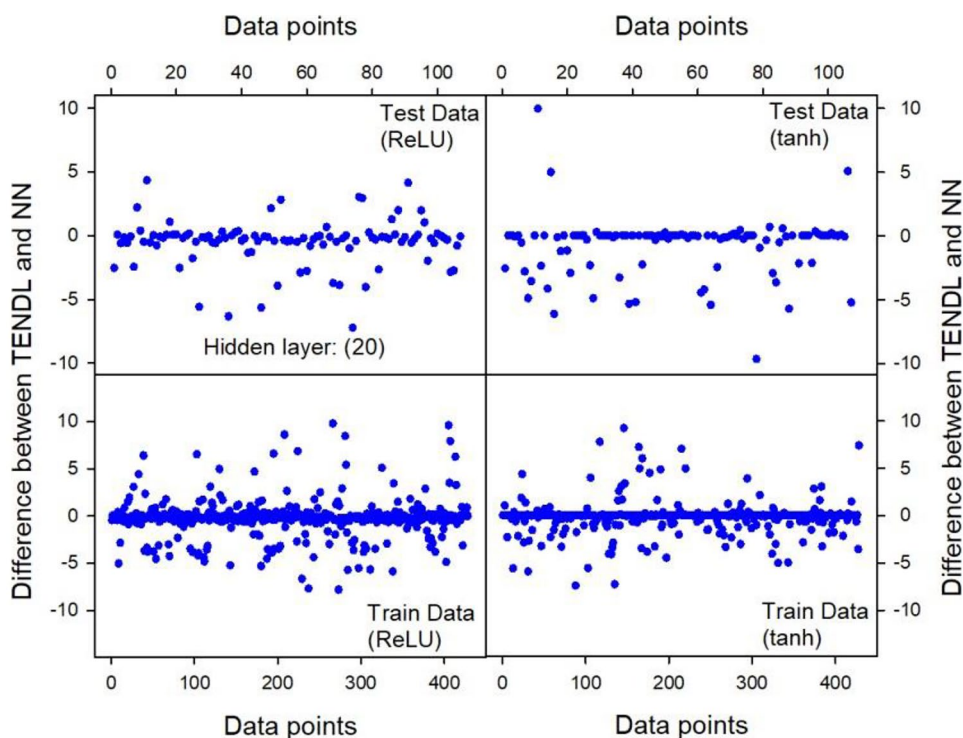 Data points Data points
0 20 40 60 80 100 0 20 40 60 80 100
Difference between TENDL and NN
10
5
0
-5
-10
Test Data
(ReLU)
Hidden layer: (20)
Test Data
(tanh)
10
5
0
-5
-10
Difference between TENDL and NN
10
5
0
-5
-10
Train Data
(ReLU)
Train Data
(tanh)
10
5
0
-5
-10
0 100 200 300 400 0 100 200 300 400
Data points Data points